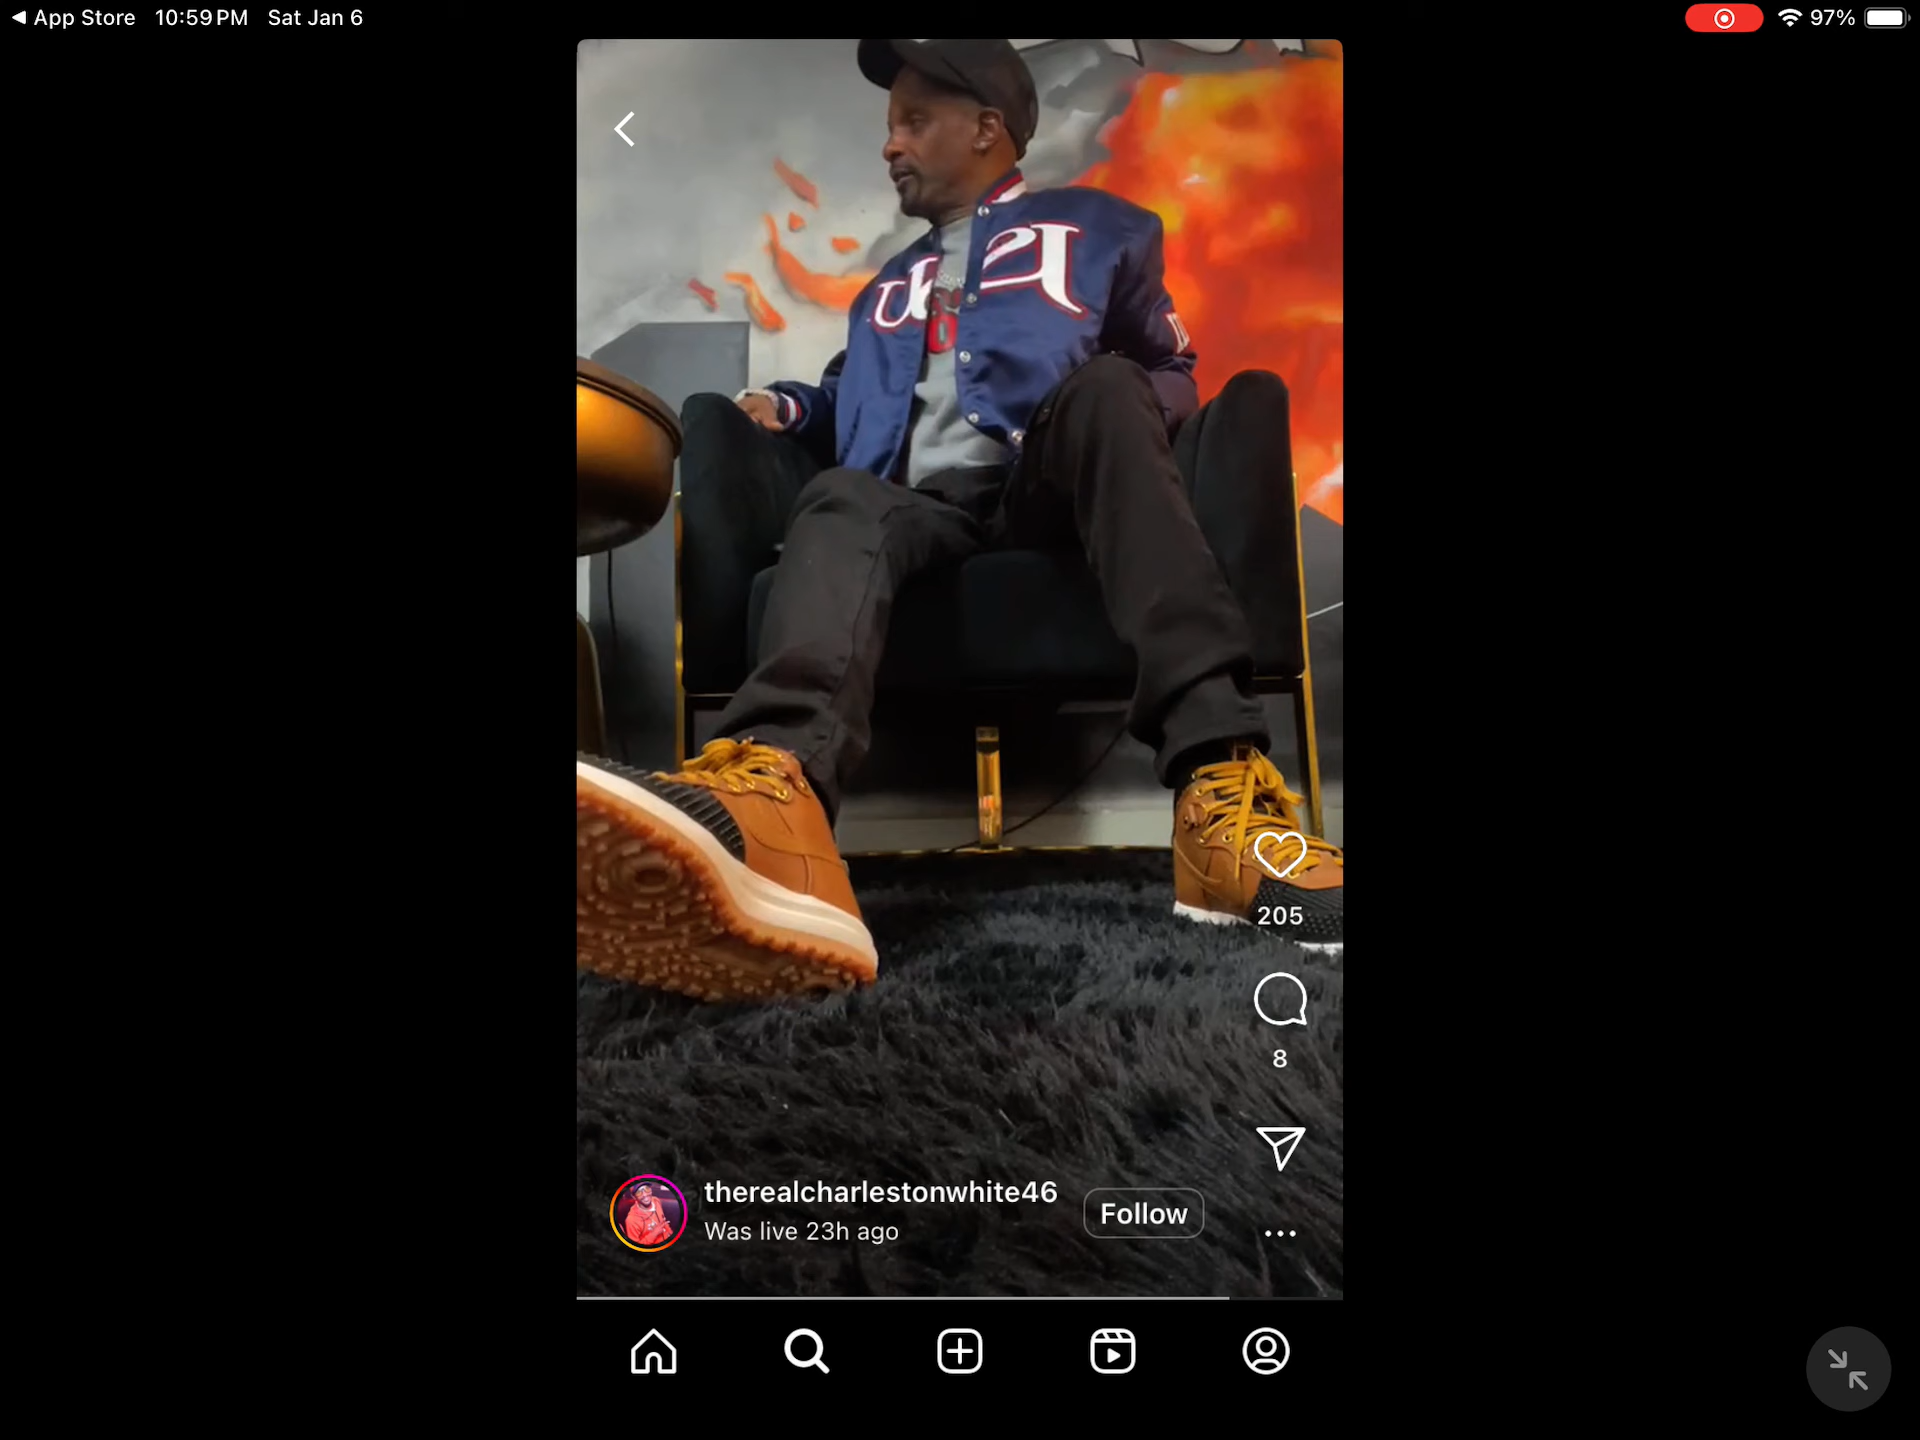 App Store 10:59 PM Sat Jan 6 97%
205
8
therealcharlestonwhite46
Was live 23h ago
Follow